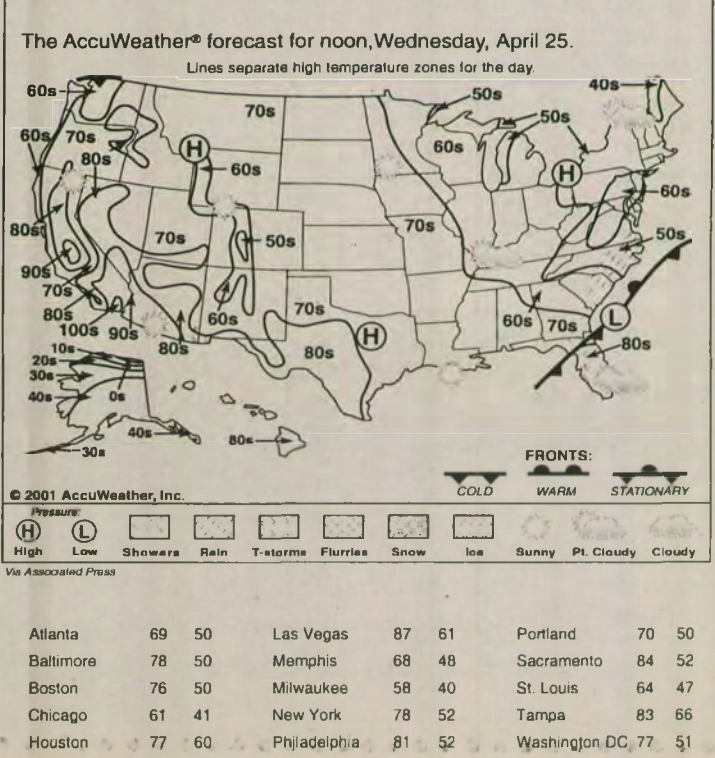 The AccuWeather® forecast for noon, Wednesday, April 25.
Lines separate high temperature zones for the day.
60s
40s
50s
50s
70s
60s
70s
80s
60s
60s
60s
80s
70s
50s
70s
50s
90s
70s
80s
100s
90s
80s
60s
70s
80s
60s
70s
80s
10s
20s
30s
40s
0s
40s
30s
80s
H
H
H
L
FRONTS:
COLD WARM STATIONARY
© 2001 AccuWeather, Inc.
Pressure:
H L
High Low Showers Rain T-storms Flurries Snow Ice Sunny Pt. Cloudy Cloudy
Via Associated Press
Atlanta 69 50 Las Vegas 87 61 Portland 70 50
Baltimore 78 50 Memphis 68 48 Sacramento 84 52
Boston 76 50 Milwaukee 58 40 St. Louis 64 47
Chicago 61 41 New York 78 52 Tampa 83 66
Houston 77 60 Philadelphia 81 52 Washington DC 77 51